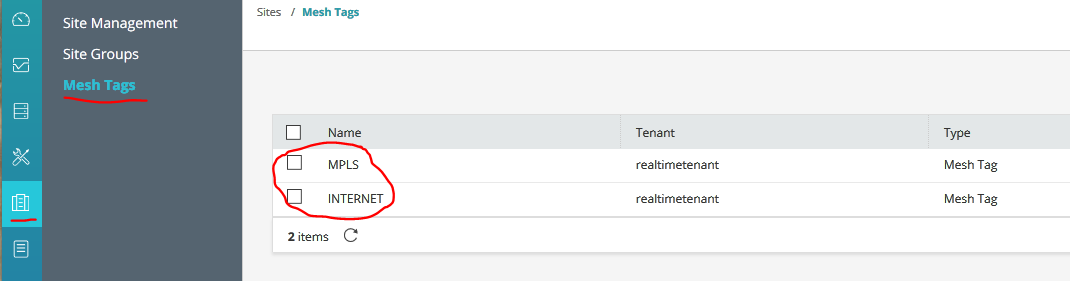 Site Management
Site Groups
Mesh Tags
Sites / Mesh Tags
Name Tenant Type
MPLS realtimetenant Mesh Tag
INTERNET realtimetenant Mesh Tag
2 items